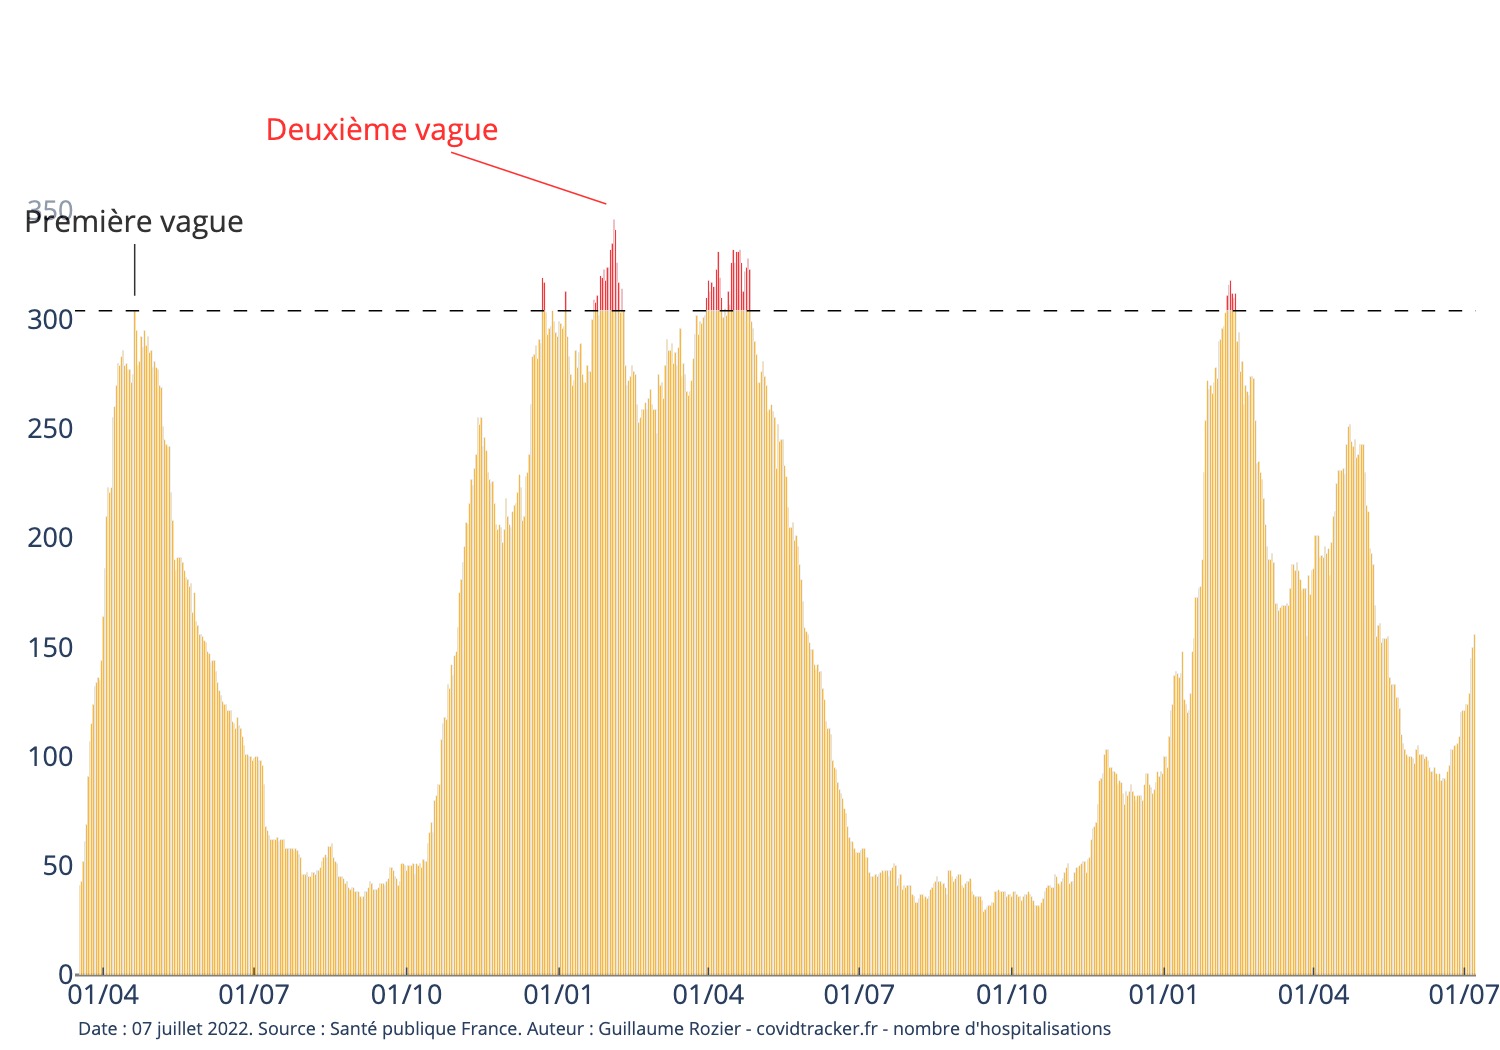 Deuxième vague
350
Première vague
300
250
200
150
100
50
0
01/04 01/07 01/10 01/01 01/04 01/07 01/10 01/01 01/04 01/07
Date : 07 juillet 2022. Source : Santé publique France. Auteur : Guillaume Rozier - covidtracker.fr - nombre d'hospitalisations